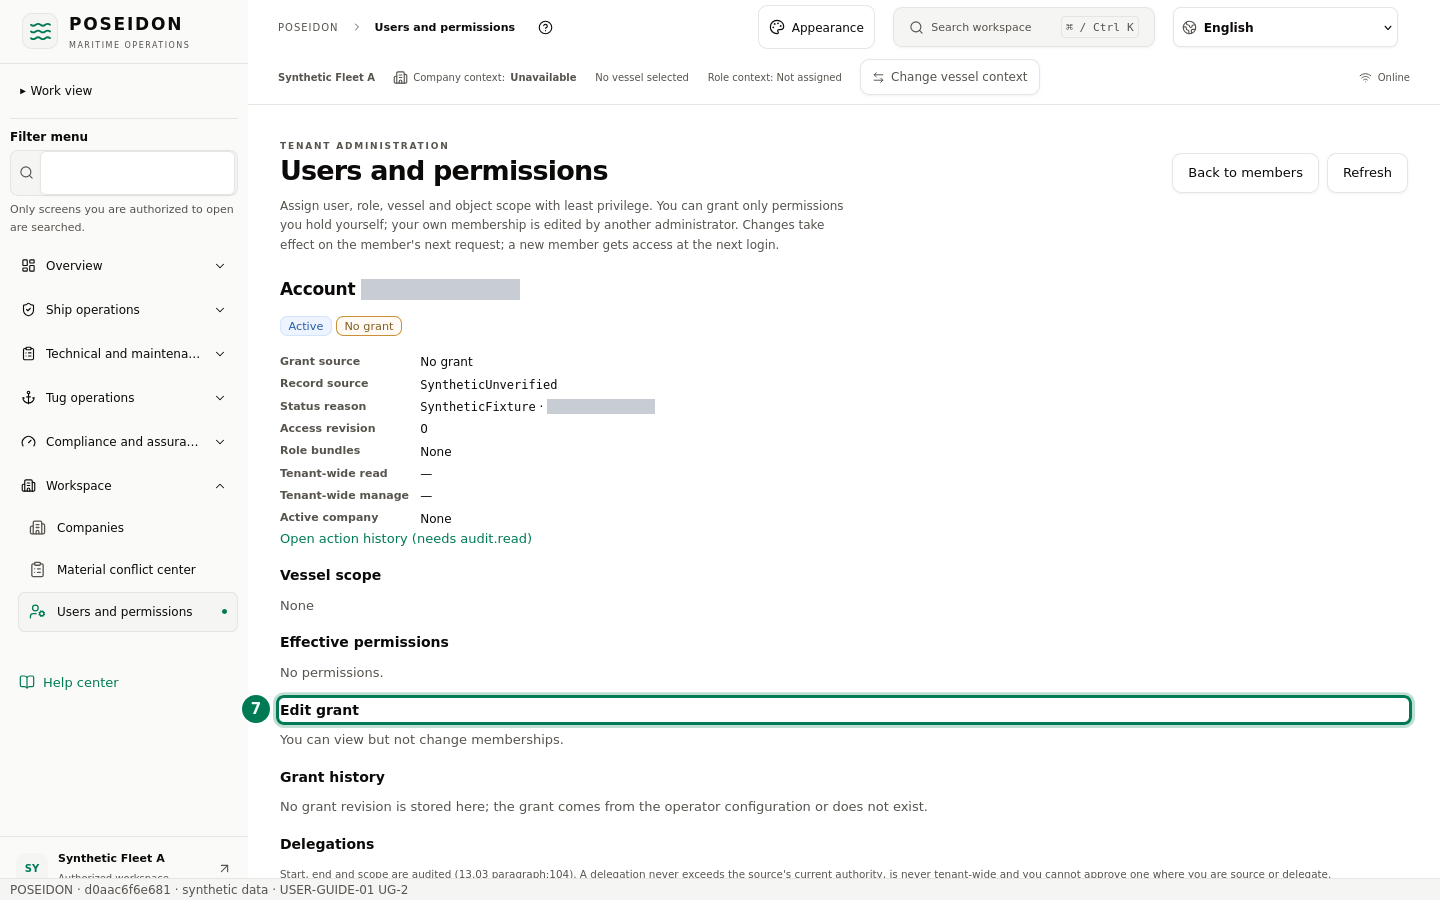 POSEIDON
MARITIME OPERATIONS
▸ Work view
Filter menu
Only screens you are authorized to open
are searched.
Overview
Ship operations
Technical and maintena...
Tug operations
Compliance and assura...
Workspace
Companies
Material conflict center
Users and permissions
Help center
SY
Synthetic Fleet A
Authorized workspace
POSEIDON
Users and permissions
Appearance
Search workspace
⌘ / Ctrl K
English
Synthetic Fleet A
Company context: Unavailable
No vessel selected
Role context: Not assigned
Change vessel context
Online
TENANT ADMINISTRATION
Users and permissions
Back to members
Refresh
Assign user, role, vessel and object scope with least privilege. You can grant only permissions
you hold yourself; your own membership is edited by another administrator. Changes take
effect on the member's next request; a new member gets access at the next login.
Account
Active
No grant
Grant source No grant
Record source SyntheticUnverified
Status reason SyntheticFixture ·
Access revision 0
Role bundles None
Tenant-wide read —
Tenant-wide manage —
Active company None
Open action history (needs audit.read)
Vessel scope
None
Effective permissions
No permissions.
7
Edit grant
You can view but not change memberships.
Grant history
No grant revision is stored here; the grant comes from the operator configuration or does not exist.
Delegations
Start, end and scope are audited (13.03 paragraph:104). A delegation never exceeds the source's current authority, is never tenant-wide and you cannot approve one where you are source or delegate.
POSEIDON · d0aac6f6e681 · synthetic data · USER-GUIDE-01 UG-2